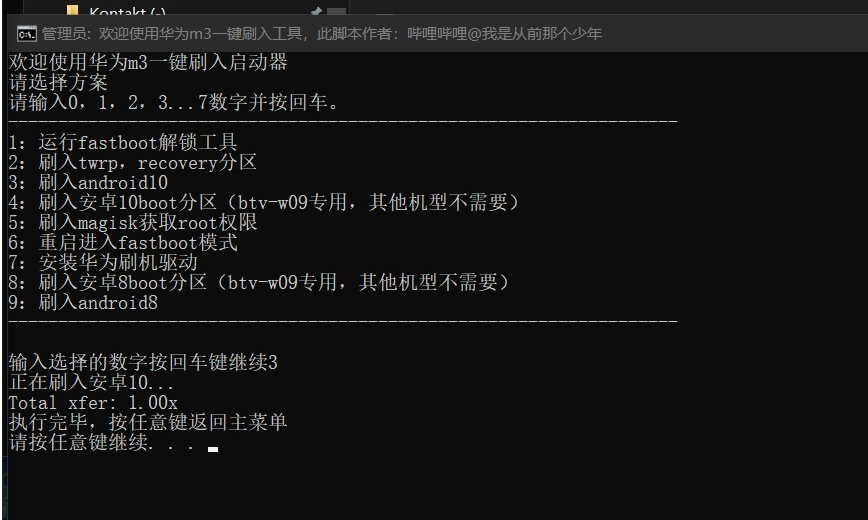 Kontakt (-)
管理员: 欢迎使用华为m3一键刷入工具，此脚本作者：哔哩哔哩@我是从前那个少年
欢迎使用华为m3一键刷入启动器
请选择方案
请输入0，1，2，3...7数字并按回车。
-------------------------------------------------------------------
1：运行fastboot解锁工具
2：刷入twrp，recovery分区
3：刷入android10
4：刷入安卓10boot分区（btv-w09专用，其他机型不需要）
5：刷入magisk获取root权限
6：重启进入fastboot模式
7：安装华为刷机驱动
8：刷入安卓8boot分区（btv-w09专用，其他机型不需要）
9：刷入android8
-------------------------------------------------------------------
输入选择的数字按回车键继续3
正在刷入安卓10...
Total xfer: 1.00x
执行完毕，按任意键返回主菜单
请按任意键继续. . .